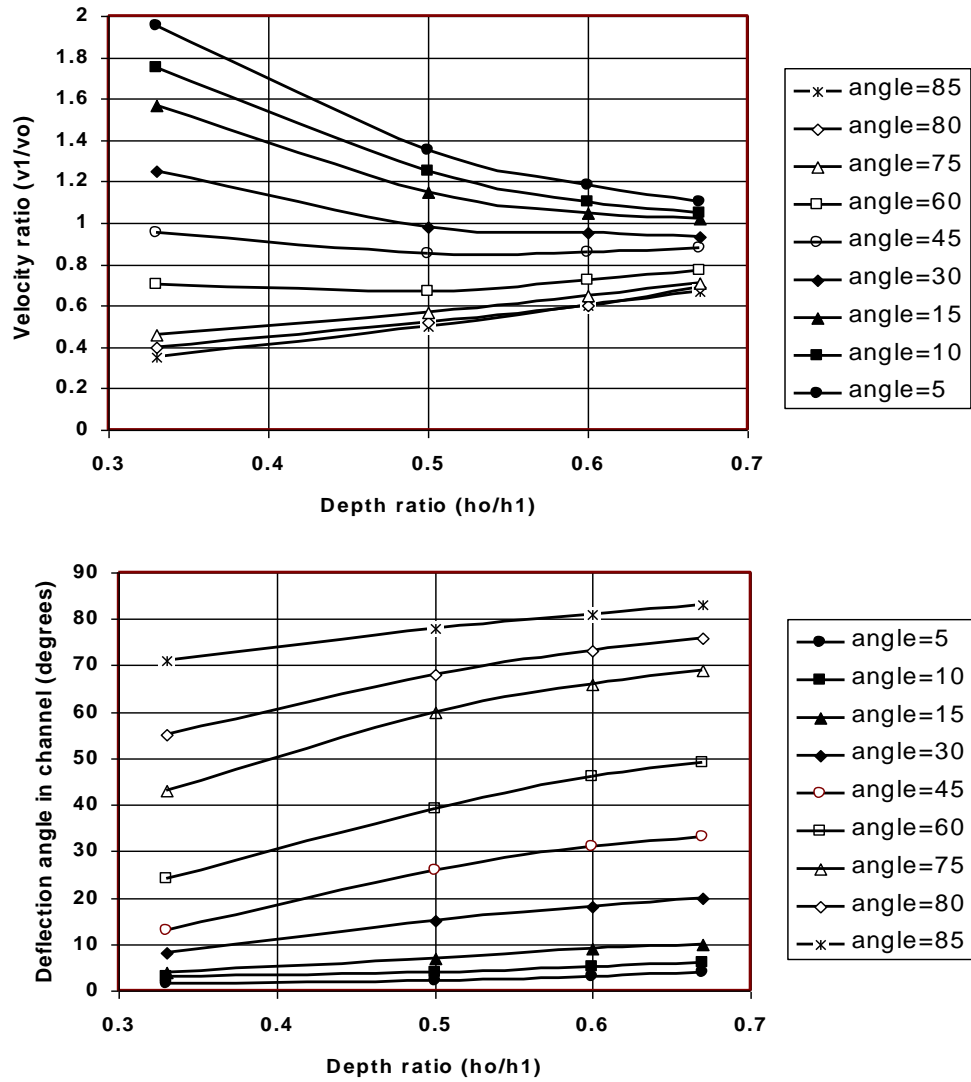 Velocity ratio (v1/vo)
2
1.8
1.6
1.4
1.2
1
0.8
0.6
0.4
0.2
0
0.3
0.4
0.5
0.6
0.7
Depth ratio (ho/h1)
angle=85
angle=80
angle=75
angle=60
angle=45
angle=30
angle=15
angle=10
angle=5
Deflection angle in channel (degrees)
90
80
70
60
50
40
30
20
10
0
0.3
0.4
0.5
0.6
0.7
Depth ratio (ho/h1)
angle=5
angle=10
angle=15
angle=30
angle=45
angle=60
angle=75
angle=80
angle=85